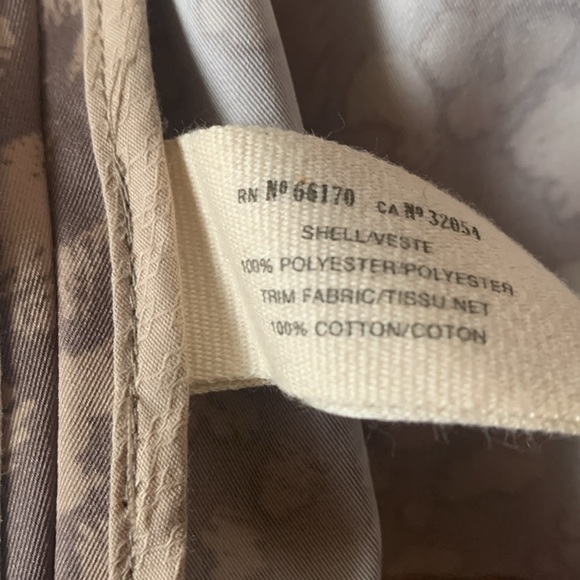 RN Nº 66170 CA Nº 32054
SHELL/VESTE
100% POLYESTER/POLYESTER
TRIM FABRIC/TISSU NET
100% COTTON/COTON